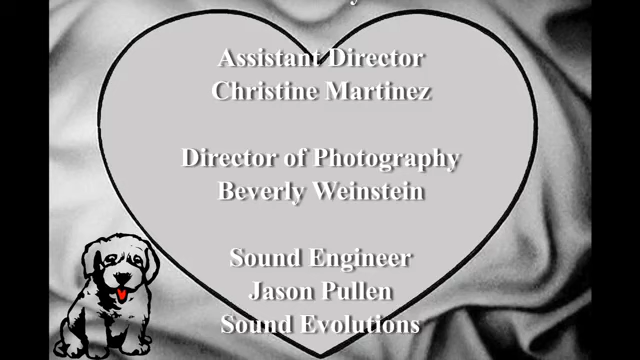 Assistant Director
Christine Martinez
Director of Photography
Beverly Weinstein
Sound Engineer
Jason Pullen
Sound Evolutions